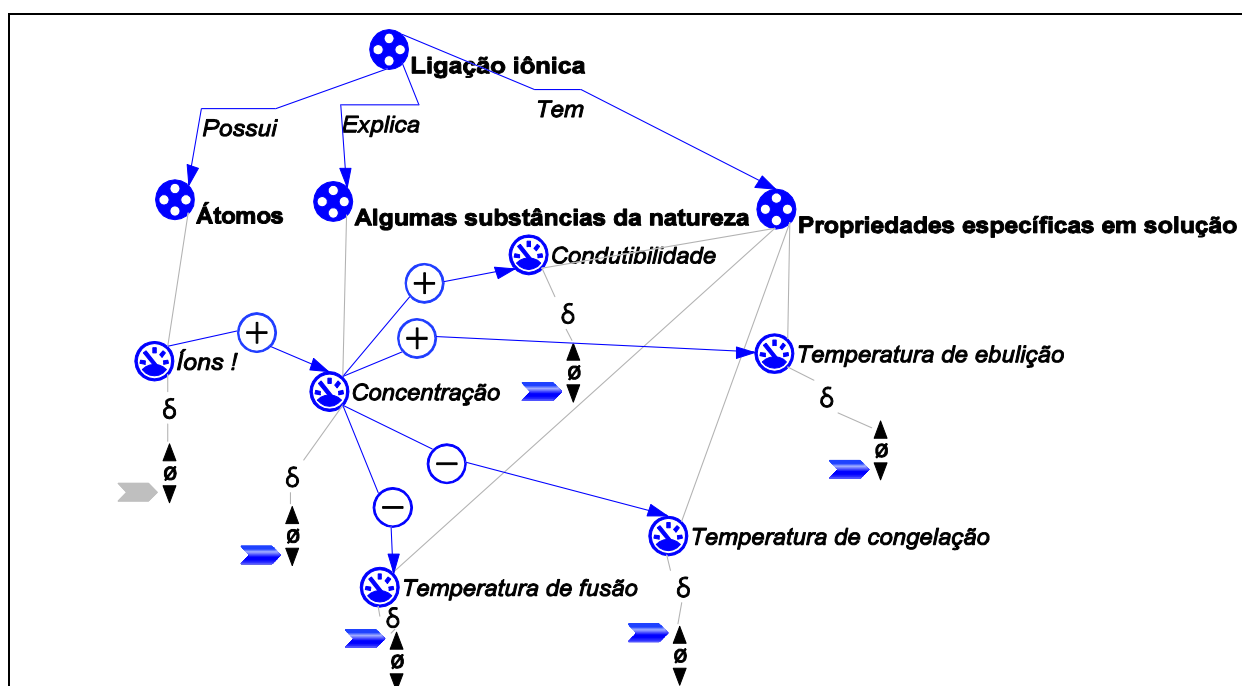 Ligação iônica
Possui
Explica
Tem
Átomos
Algumas substâncias da natureza
Propriedades específicas em solução
Condutibilidade
+
δ
+
+
Íons !
Temperatura de ebulição
ø
Concentração
δ
δ
ø
−
ø
δ
ø
−
ø
Temperatura de congelação
Temperatura de fusão
δ
δ
ø
ø